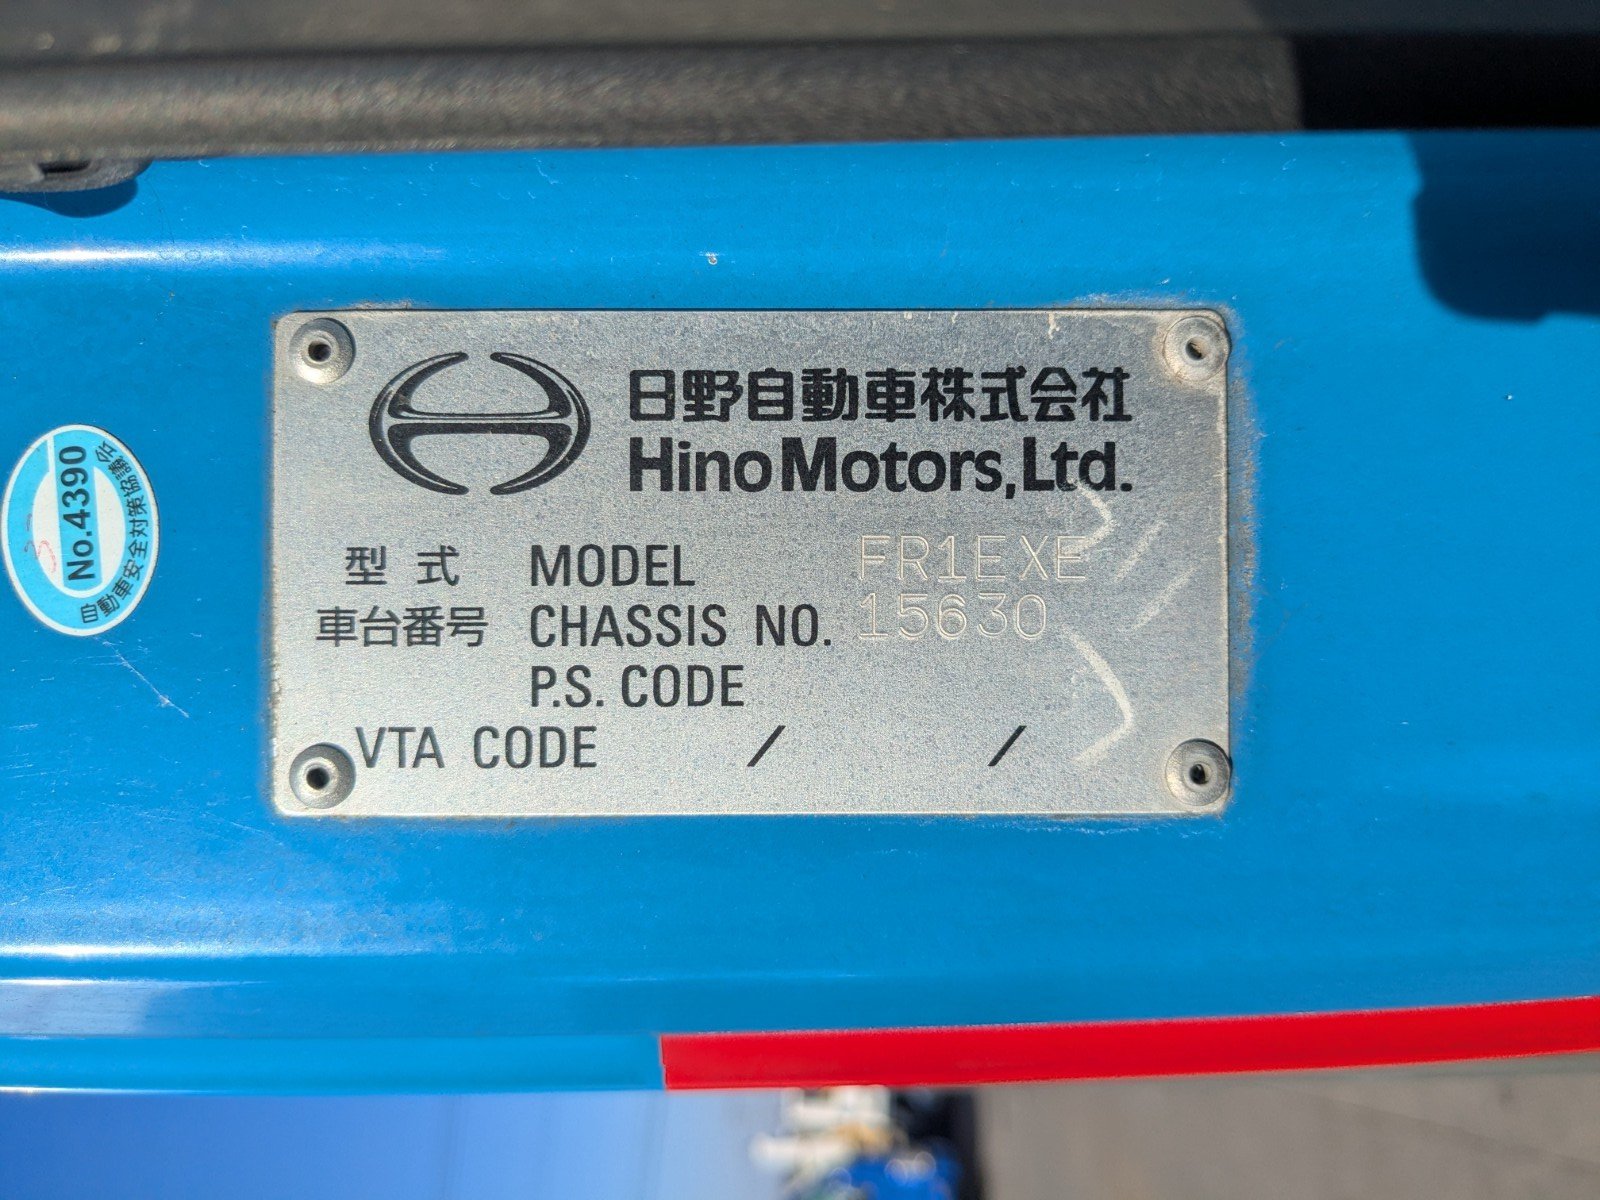 日野自動車株式会社
Hino Motors, Ltd.
型式 MODEL FR1EXE
車台番号 CHASSIS NO. 15630
P.S. CODE
VTA CODE / /
No.4390
自動車安全対策協議会